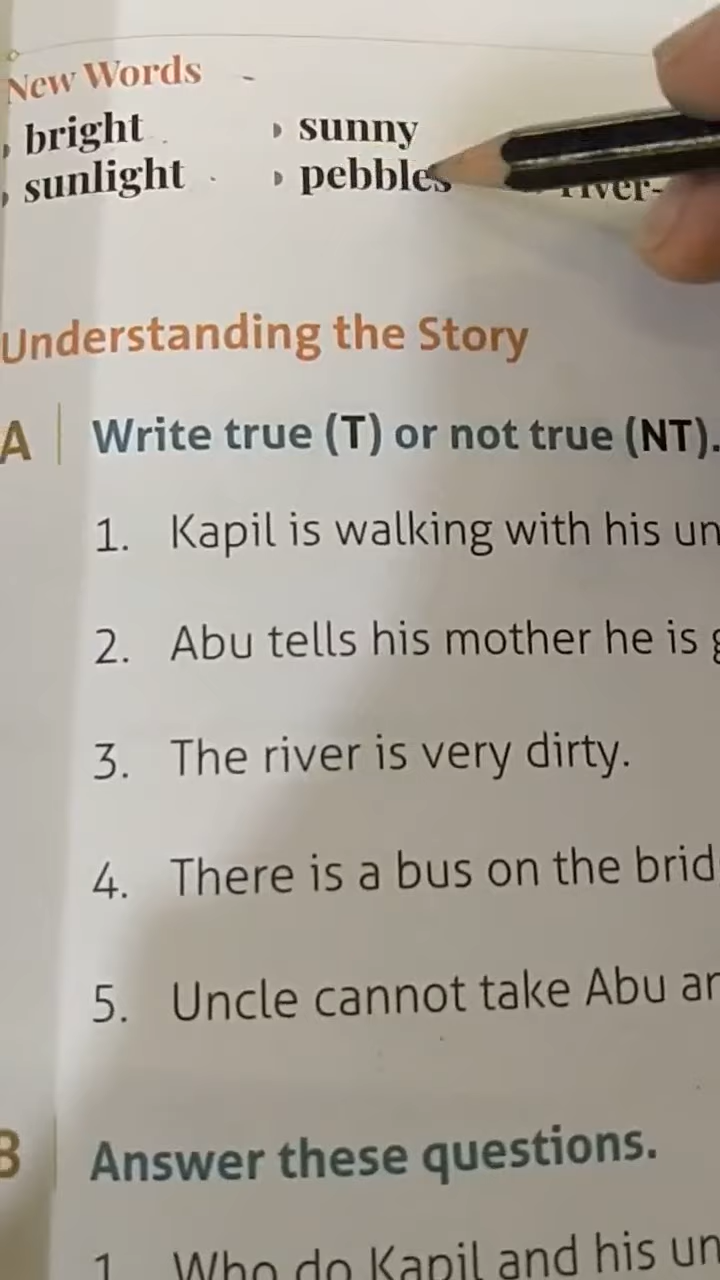 New Words
bright sunny
sunlight pebbles river-
Understanding the Story
A Write true (T) or not true (NT).
1. Kapil is walking with his un
2. Abu tells his mother he is g
3. The river is very dirty.
4. There is a bus on the brid
5. Uncle cannot take Abu ar
B Answer these questions.
1 Who do Kapil and his un